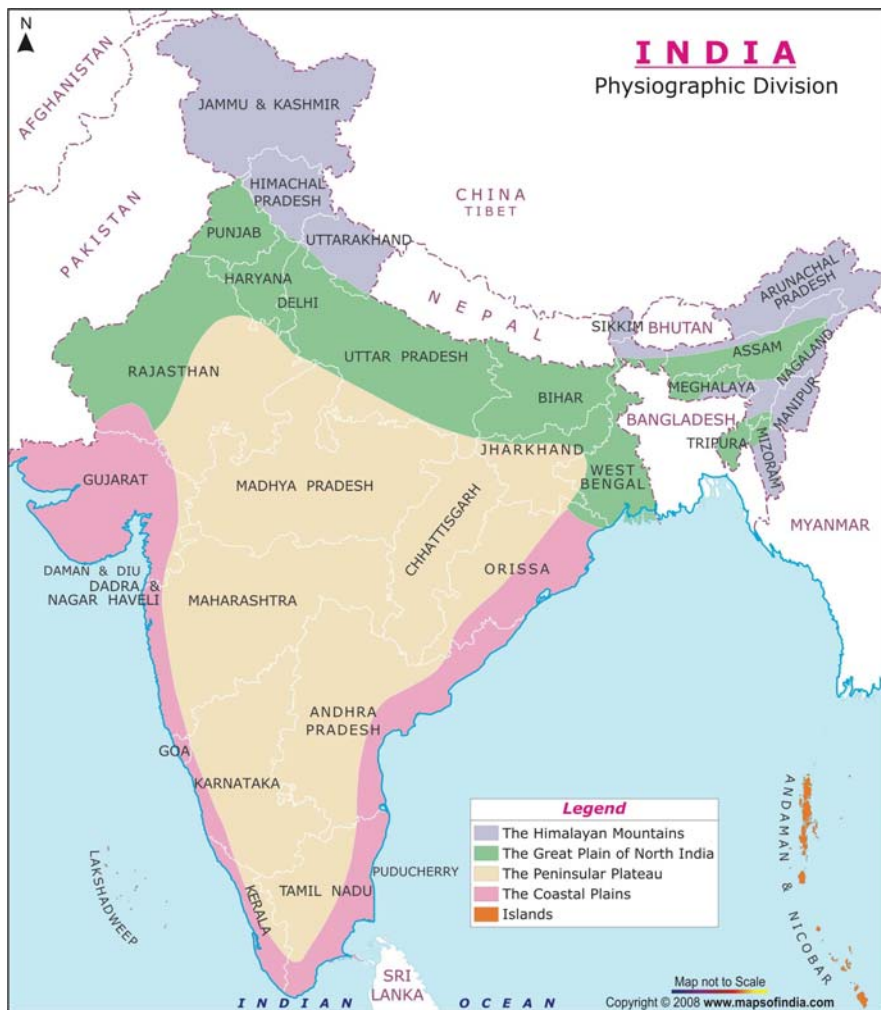 N
INDIA
Physiographic Division
AFGHANISTAN
JAMMU & KASHMIR
HIMACHAL
PRADESH
CHINA
TIBET
PAKISTAN
PUNJAB
UTTARAKHAND
HARYANA
DELHI
NEPAL
ARUNACHAL
PRADESH
SIKKIM
BHUTAN
UTTAR PRADESH
ASSAM
NAGALAND
RAJASTHAN
MEGHALAYA
BIHAR
MANIPUR
BANGLADESH
TRIPURA
MIZORAM
JHARKHAND
WEST
BENGAL
GUJARAT
MADHYA PRADESH
CHHATTISGARH
MYANMAR
ORISSA
DAMAN & DIU
DADRA &
NAGAR HAVELI
MAHARASHTRA
ANDHRA
PRADESH
GOA
KARNATAKA
Legend
The Himalayan Mountains
The Great Plain of North India
The Peninsular Plateau
The Coastal Plains
Islands
ANDAMAN & NICOBAR
LAKSHADWEEP
PUDUCHERRY
KERALA
TAMIL NADU
SRI
LANKA
INDIAN OCEAN
Map not to Scale
Copyright © 2008 www.mapsofindia.com